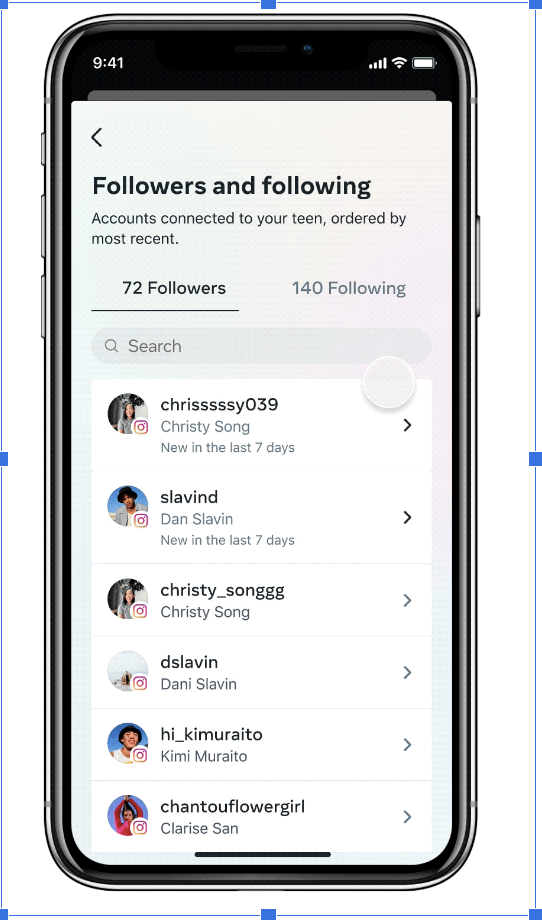 9:41
Followers and following
Accounts connected to your teen, ordered by
most recent.
72 Followers 140 Following
Search
chrisssssy039
Christy Song
New in the last 7 days
slavind
Dan Slavin
New in the last 7 days
christy_songgg
Christy Song
dslavin
Dani Slavin
hi_kimuraito
Kimi Muraito
chantouflowergirl
Clarise San